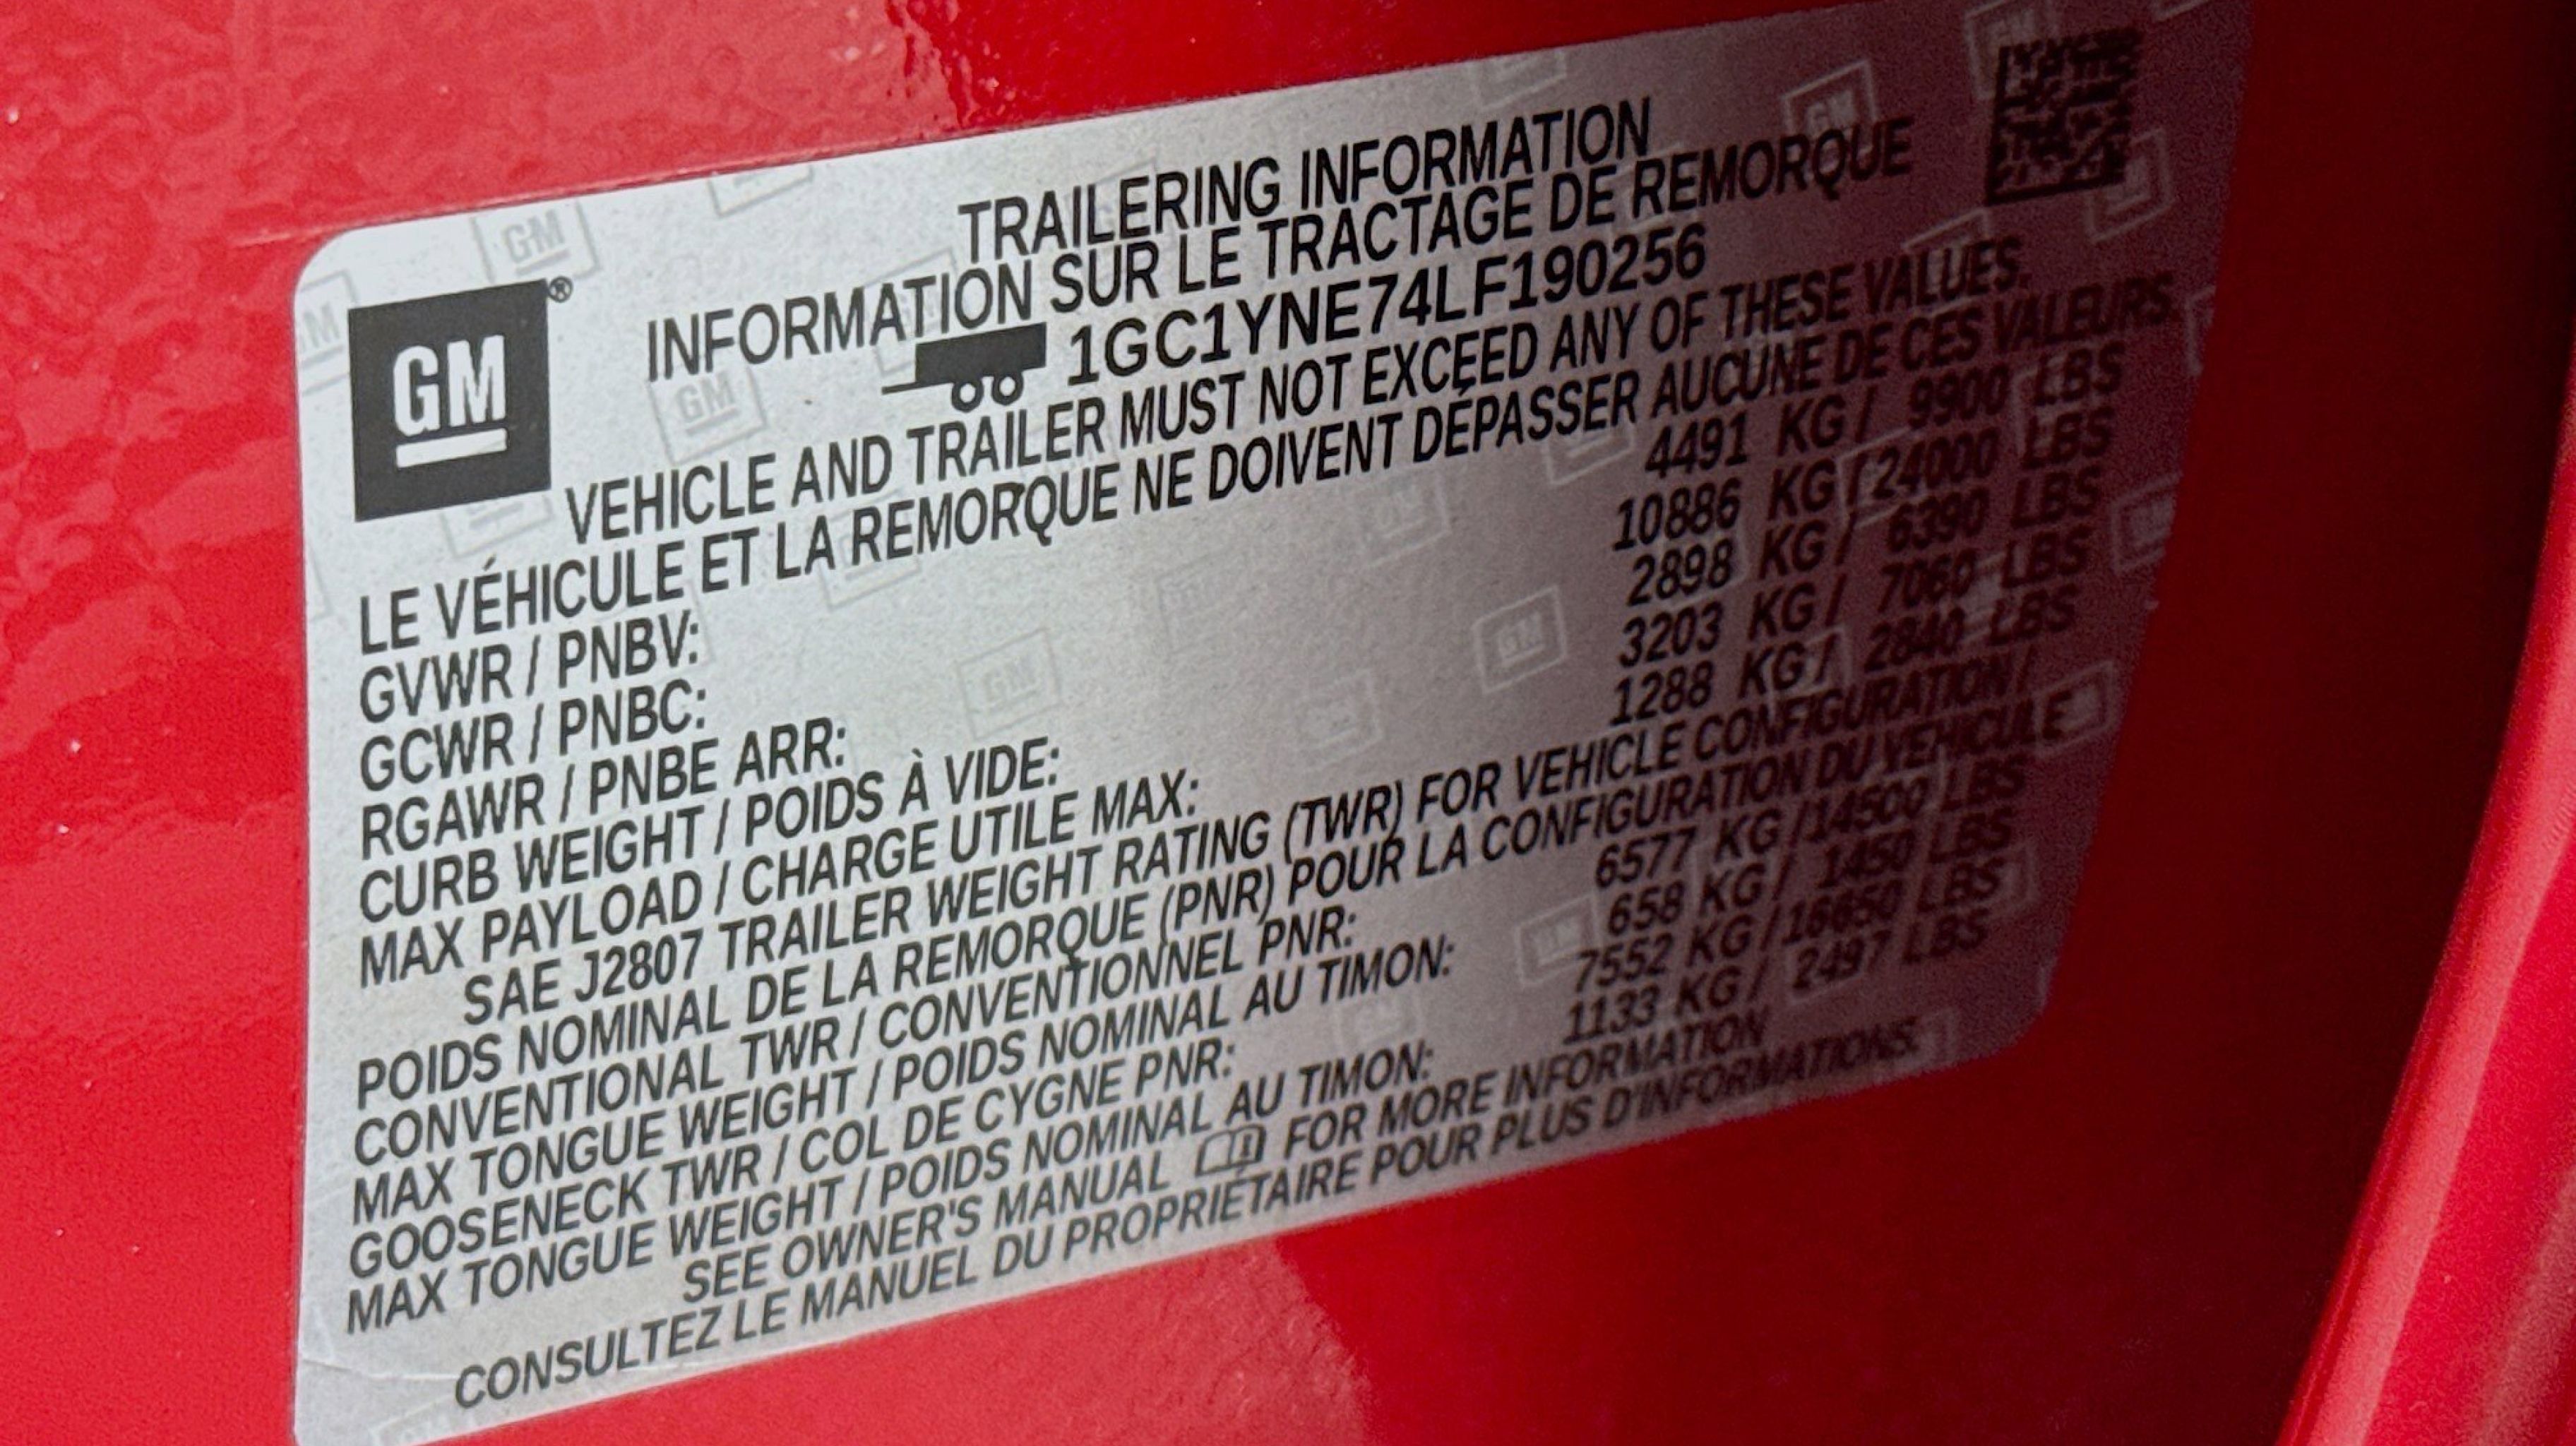 TRAILERING INFORMATION
INFORMATION SUR LE TRACTAGE DE REMORQUE
GM®
1GC1YNE74LF190256
VEHICLE AND TRAILER MUST NOT EXCEED ANY OF THESE VALUES.
LE VÉHICULE ET LA REMORQUE NE DOIVENT DÉPASSER AUCUNE DE CES VALEURS.
GVWR / PNBV: 4491 KG / 9900 LBS
GCWR / PNBC: 10886 KG / 24000 LBS
RGAWR / PNBE ARR: 2898 KG / 6390 LBS
CURB WEIGHT / POIDS À VIDE: 3203 KG / 7060 LBS
MAX PAYLOAD / CHARGE UTILE MAX: 1288 KG / 2840 LBS
SAE J2807 TRAILER WEIGHT RATING (TWR) FOR VEHICLE CONFIGURATION /
POIDS NOMINAL DE LA REMORQUE (PNR) POUR LA CONFIGURATION DU VEHICULE
CONVENTIONAL TWR / CONVENTIONNEL PNR: 6577 KG / 14500 LBS
MAX TONGUE WEIGHT / POIDS NOMINAL AU TIMON: 658 KG / 1450 LBS
GOOSENECK TWR / COL DE CYGNE PNR: 7552 KG / 16650 LBS
MAX TONGUE WEIGHT / POIDS NOMINAL AU TIMON: 1133 KG / 2497 LBS
SEE OWNER'S MANUAL FOR MORE INFORMATION
CONSULTEZ LE MANUEL DU PROPRIÉTAIRE POUR PLUS D'INFORMATIONS.